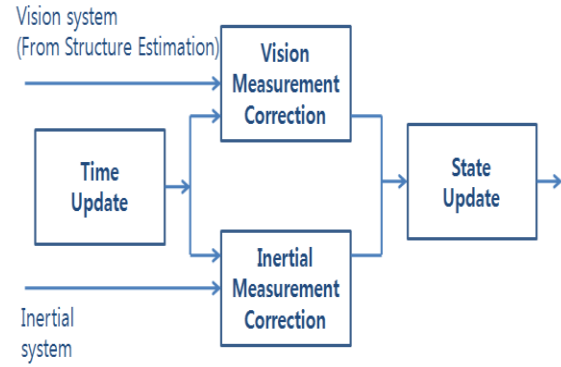 Vision system
(From Structure Estimation)
Vision
Measurement
Correction
Time
Update
State
Update
Inertial
Measurement
Correction
Inertial
system